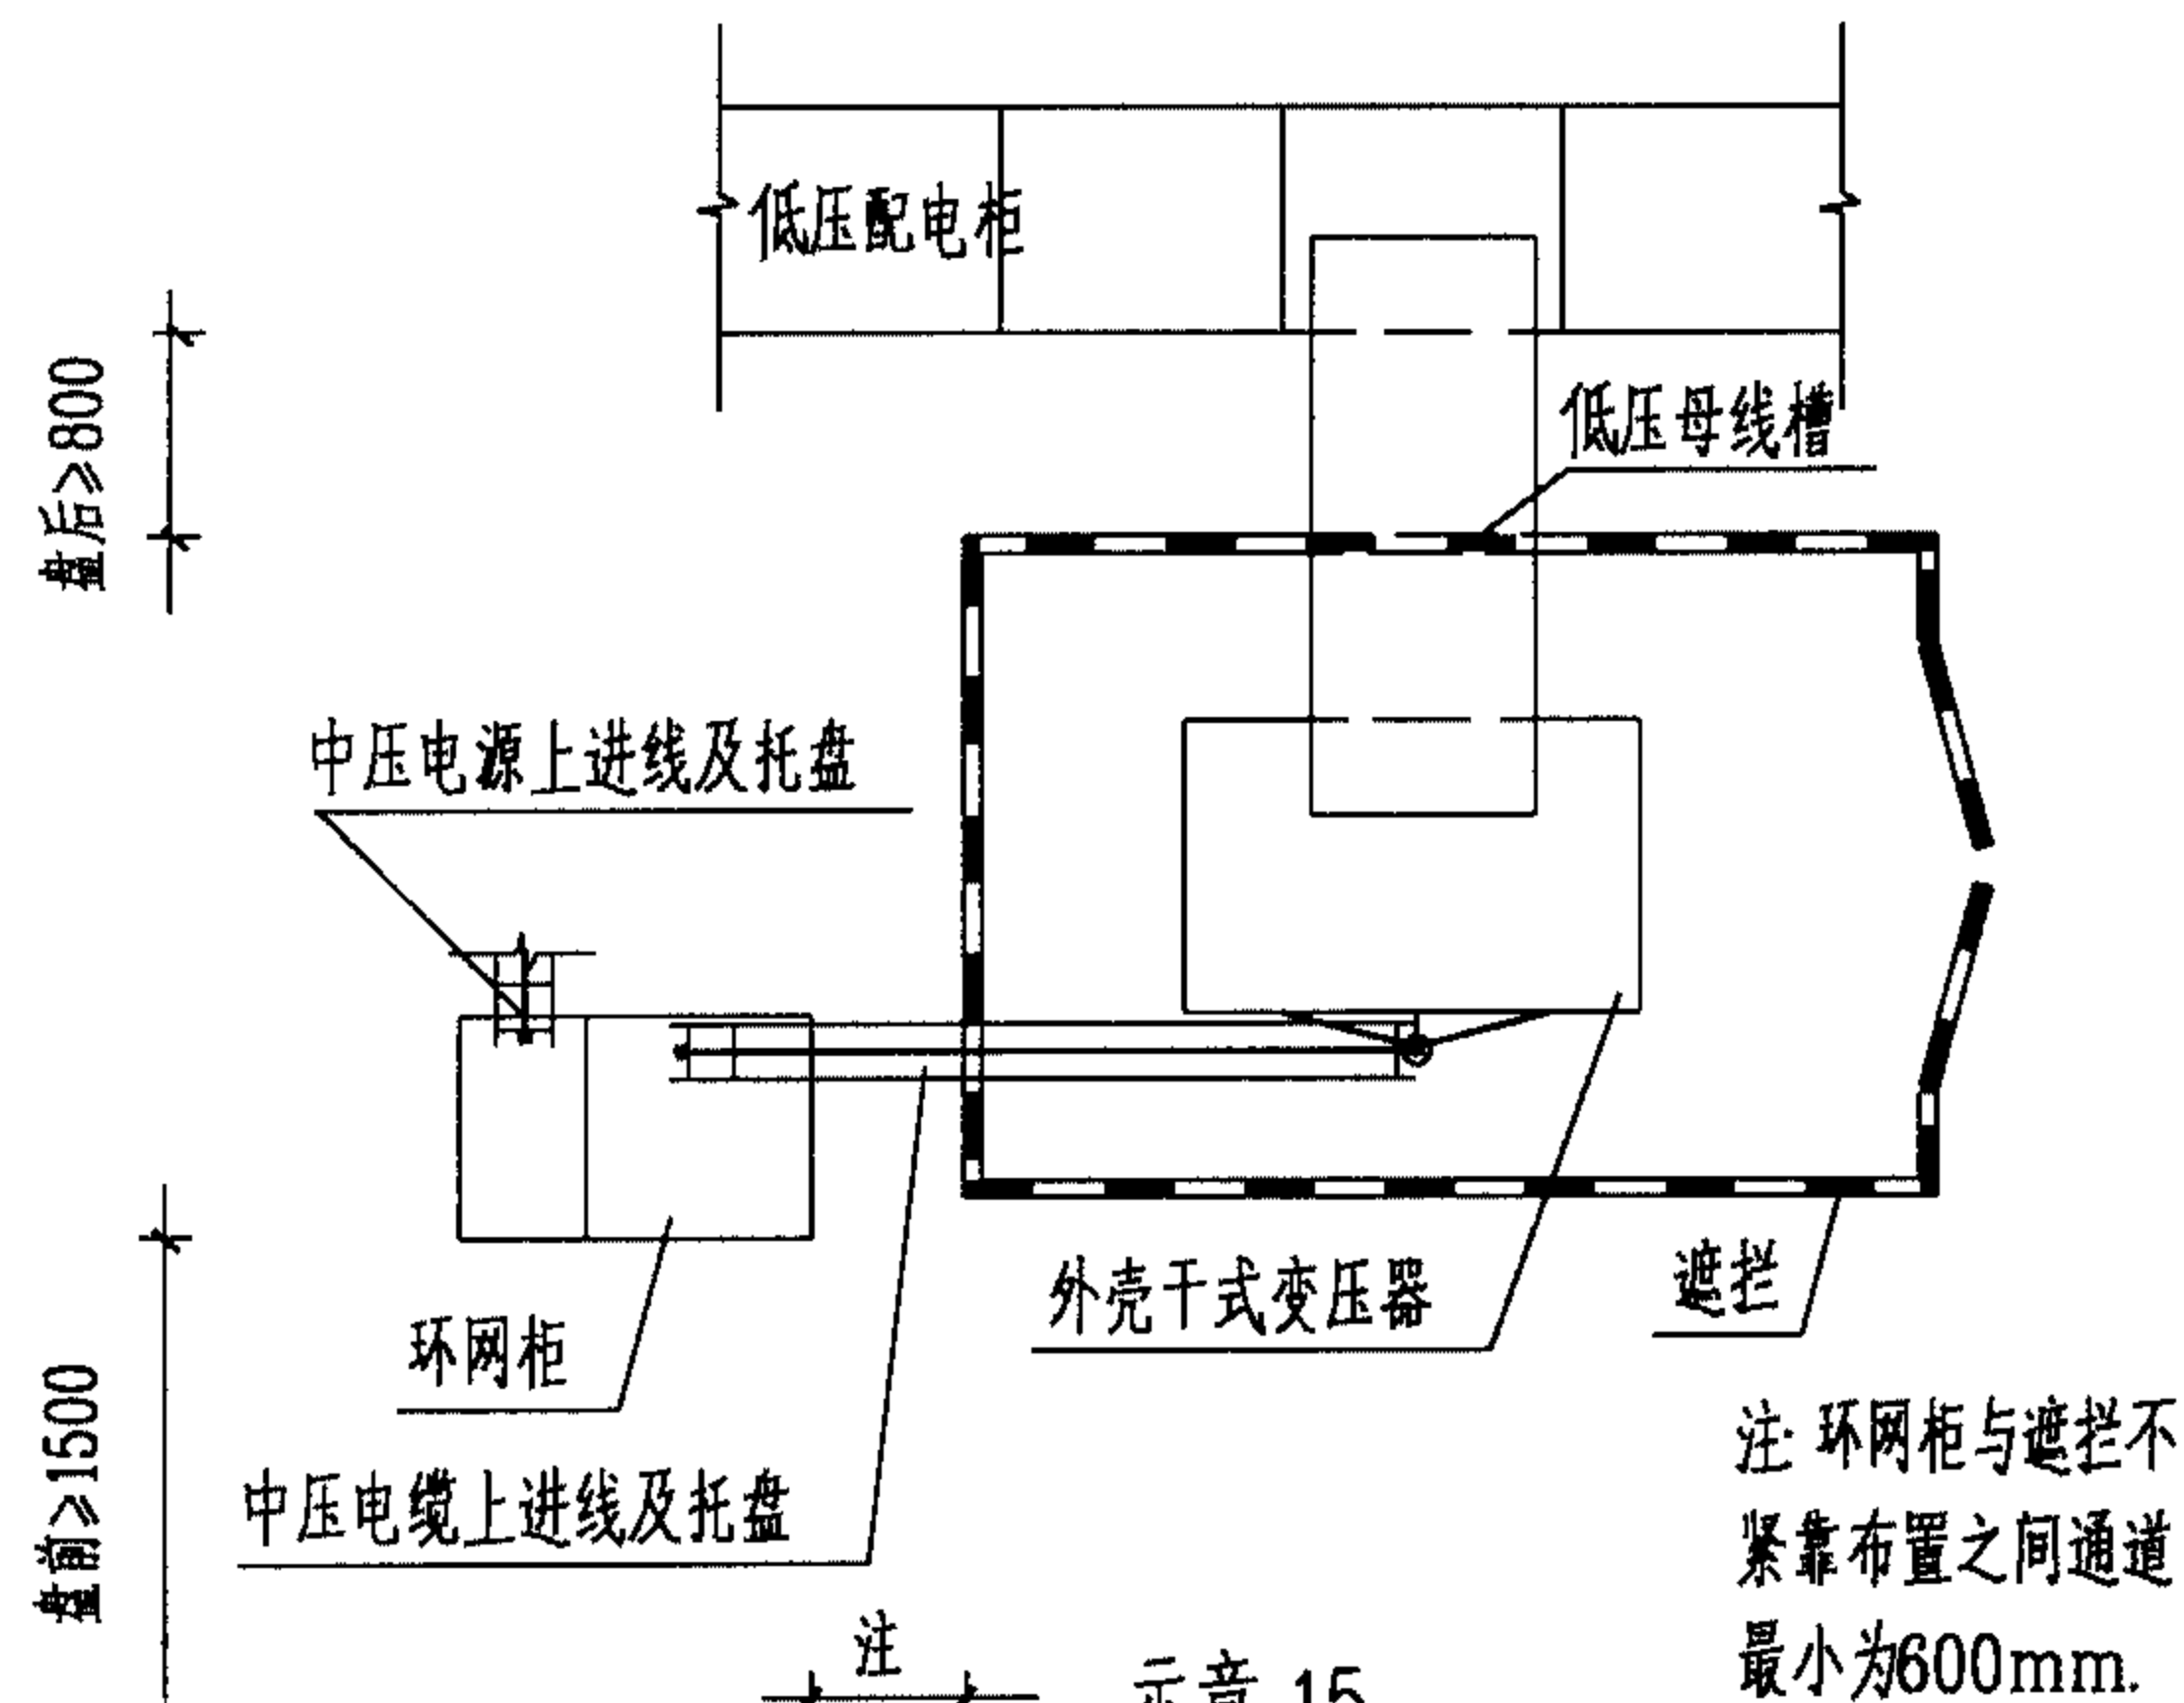 低压配电柜
盘后≥800
低压母线槽
中压电源上进线及托盘
外壳干式变压器
遮拦
环网柜
盘前≥1500
中压电缆上进线及托盘
注 环网柜与遮拦不
紧靠布置之间通道
最小为600mm.
注
示意 15